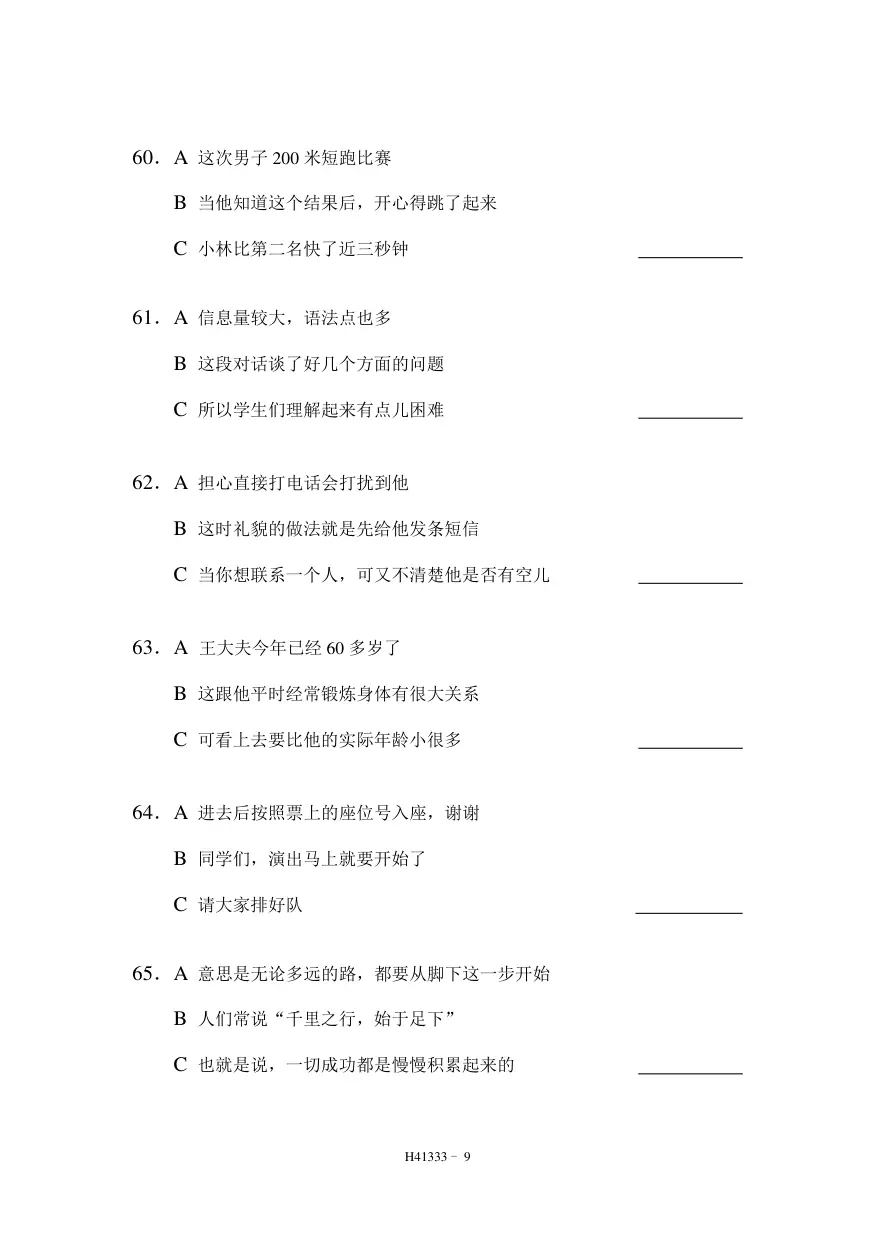 60．A 这次男子 200 米短跑比赛
B 当他知道这个结果后，开心得跳了起来
C 小林比第二名快了近三秒钟
61．A 信息量较大，语法点也多
B 这段对话谈了好几个方面的问题
C 所以学生们理解起来有点儿困难
62．A 担心直接打电话会打扰到他
B 这时礼貌的做法就是先给他发条短信
C 当你想联系一个人，可又不清楚他是否有空儿
63．A 王大夫今年已经 60 多岁了
B 这跟他平时经常锻炼身体有很大关系
C 可看上去要比他的实际年龄小很多
64．A 进去后按照票上的座位号入座，谢谢
B 同学们，演出马上就要开始了
C 请大家排好队
65．A 意思是无论多远的路，都要从脚下这一步开始
B 人们常说“千里之行，始于足下”
C 也就是说，一切成功都是慢慢积累起来的
H41333﹣ 9